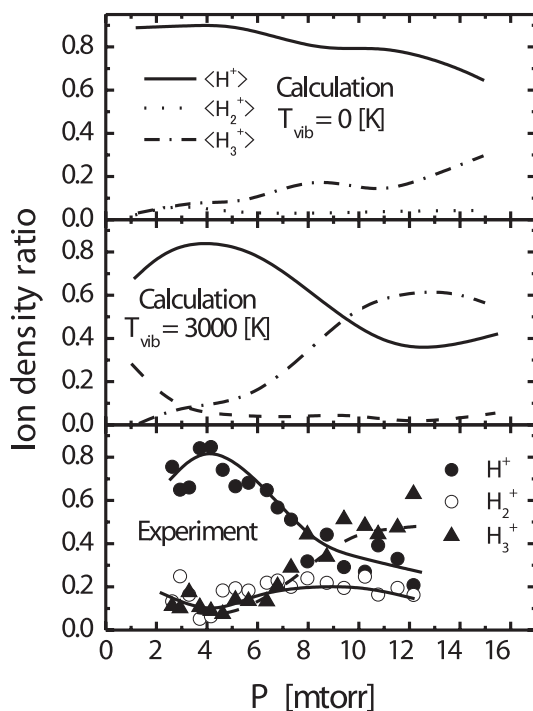 Ion density ratio
0.8
0.6
0.4
0.2
0.0
⟨H⁺⟩
⟨H₂⁺⟩
⟨H₃⁺⟩
Calculation
T_vib = 0 [K]
0.8
0.6
0.4
0.2
0.0
Calculation
T_vib = 3000 [K]
0.8
0.6
0.4
0.2
0.0
Experiment
H⁺
H₂⁺
H₃⁺
0 2 4 6 8 10 12 14 16
P [mtorr]